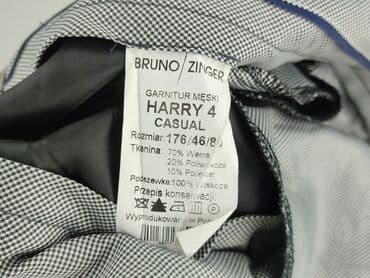 BRUNO/ZINGER
GARNITUR MĘSKI
HARRY 4
CASUAL
Rozmiar: 176/46/80
Tkanina: 70% Wełna
20% Poliwiskoza
10% Poliester
Podszewka: 100% Wiskoza
Przepis konserwacji
Wyprodukowano w